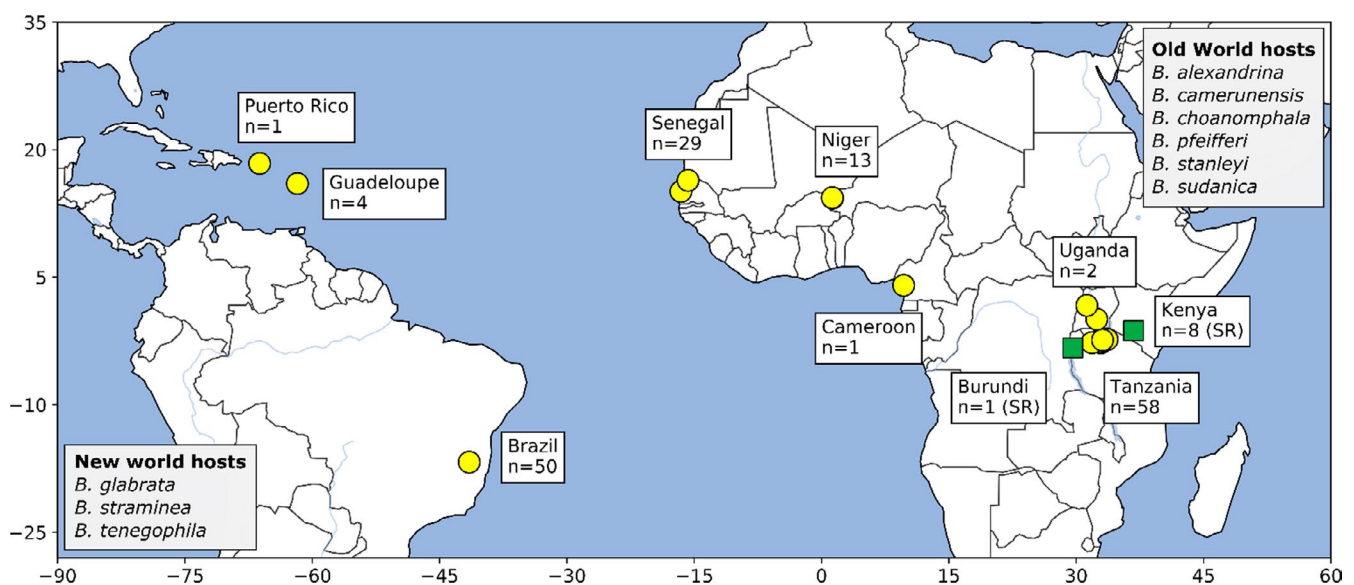 35
20
5
−10
−25
−90
−75
−60
−45
−30
−15
0
15
30
45
60
Puerto Rico
n=1
Guadeloupe
n=4
Senegal
n=29
Niger
n=13
Old World hosts
B. alexandrina
B. camerunensis
B. choanomphala
B. pfeifferi
B. stanleyi
B. sudanica
Uganda
n=2
Kenya
n=8 (SR)
Cameroon
n=1
Burundi
n=1 (SR)
Tanzania
n=58
Brazil
n=50
New world hosts
B. glabrata
B. straminea
B. tenegophila